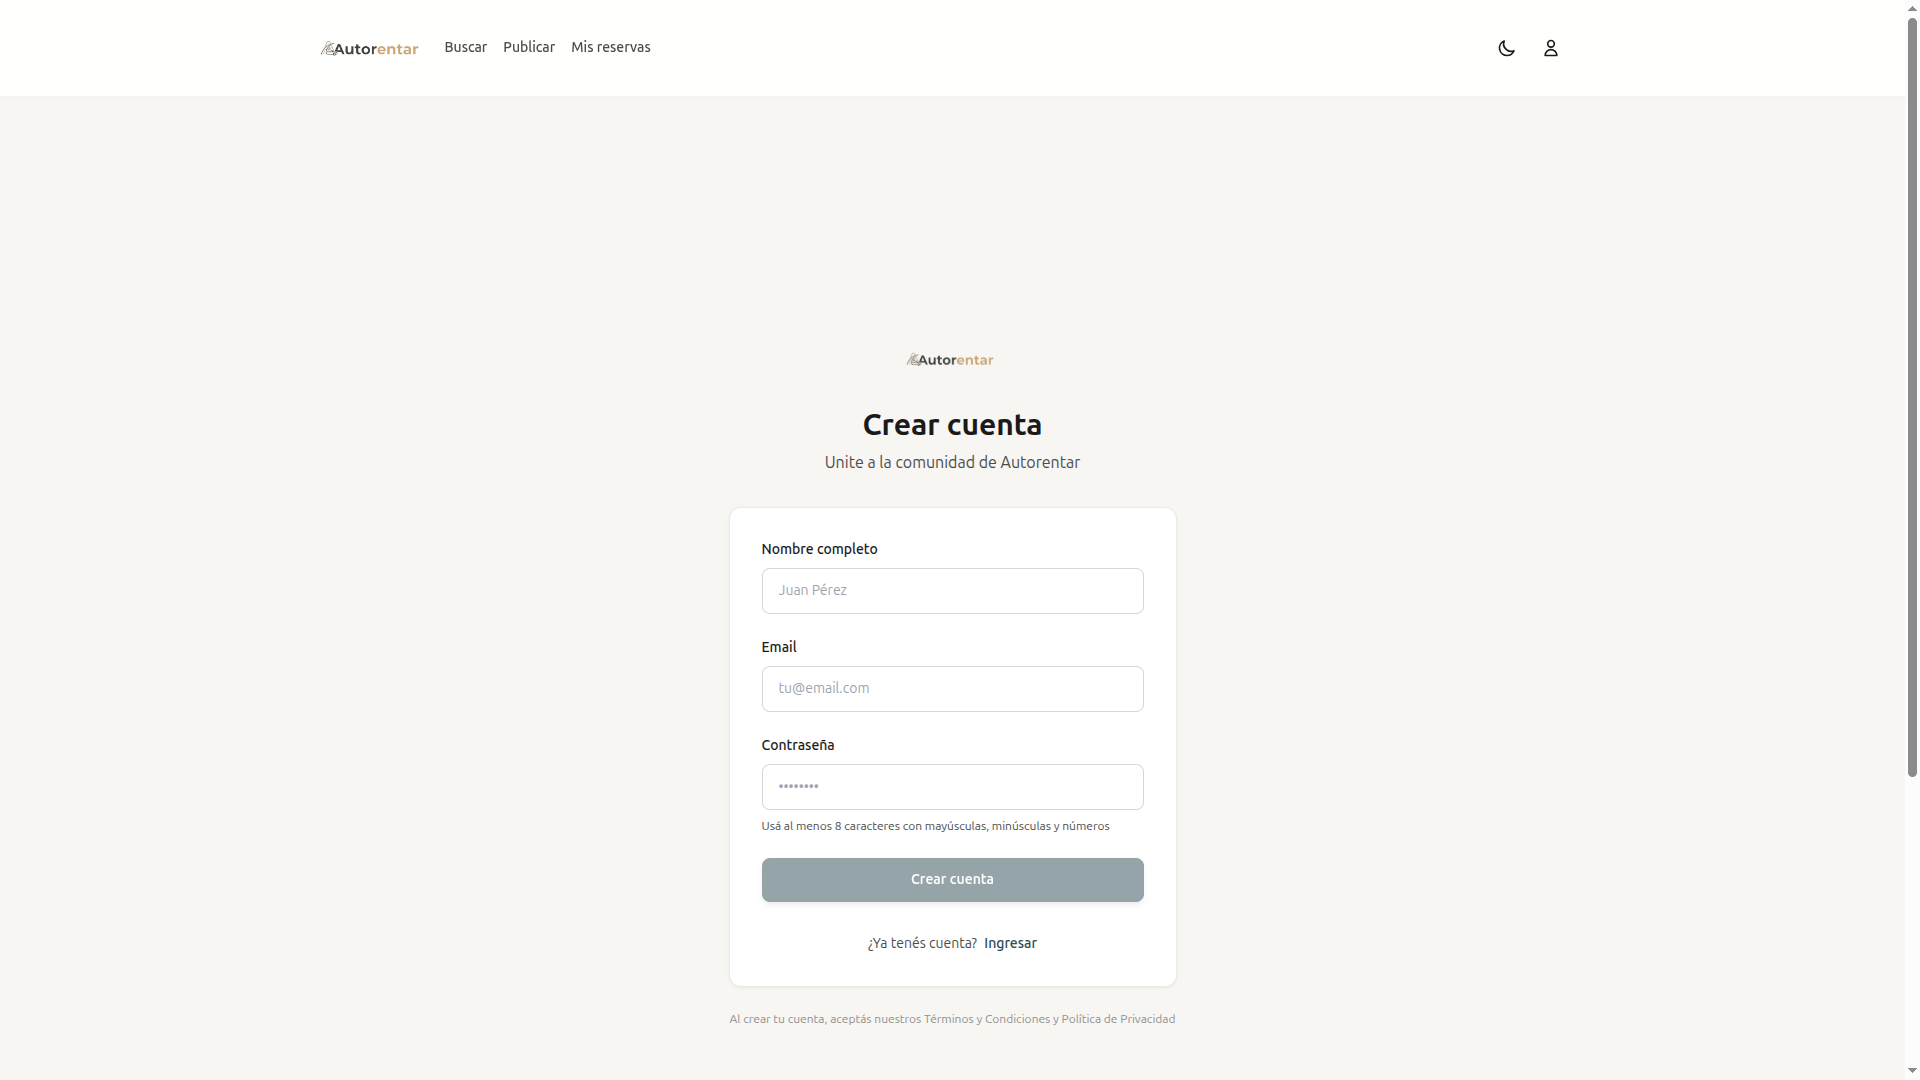 Autorentar
Buscar
Publicar
Mis reservas
Autorentar
Crear cuenta
Unite a la comunidad de Autorentar
Nombre completo
Juan Pérez
Email
tu@email.com
Contraseña
••••••••
Usá al menos 8 caracteres con mayúsculas, minúsculas y números
Crear cuenta
¿Ya tenés cuenta? Ingresar
Al crear tu cuenta, aceptás nuestros Términos y Condiciones y Política de Privacidad